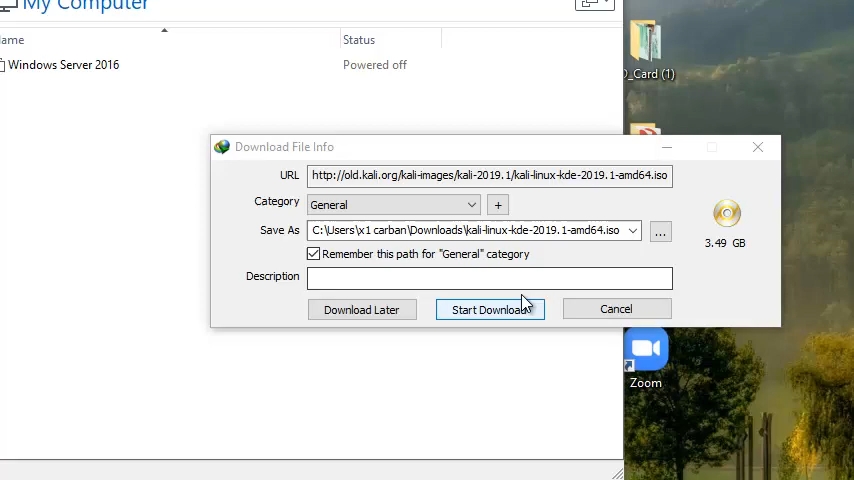 My Computer
ame
Status
Windows Server 2016
Powered off
D_Card (1)
Download File Info
URL
http://old.kali.org/kali-images/kali-2019.1/kali-linux-kde-2019.1-amd64.iso
Category
General
+
Save As
C:\Users\x1 carban\Downloads\kali-linux-kde-2019.1-amd64.iso
...
3.49 GB
Remember this path for "General" category
Description
Download Later
Start Download
Cancel
Zoom